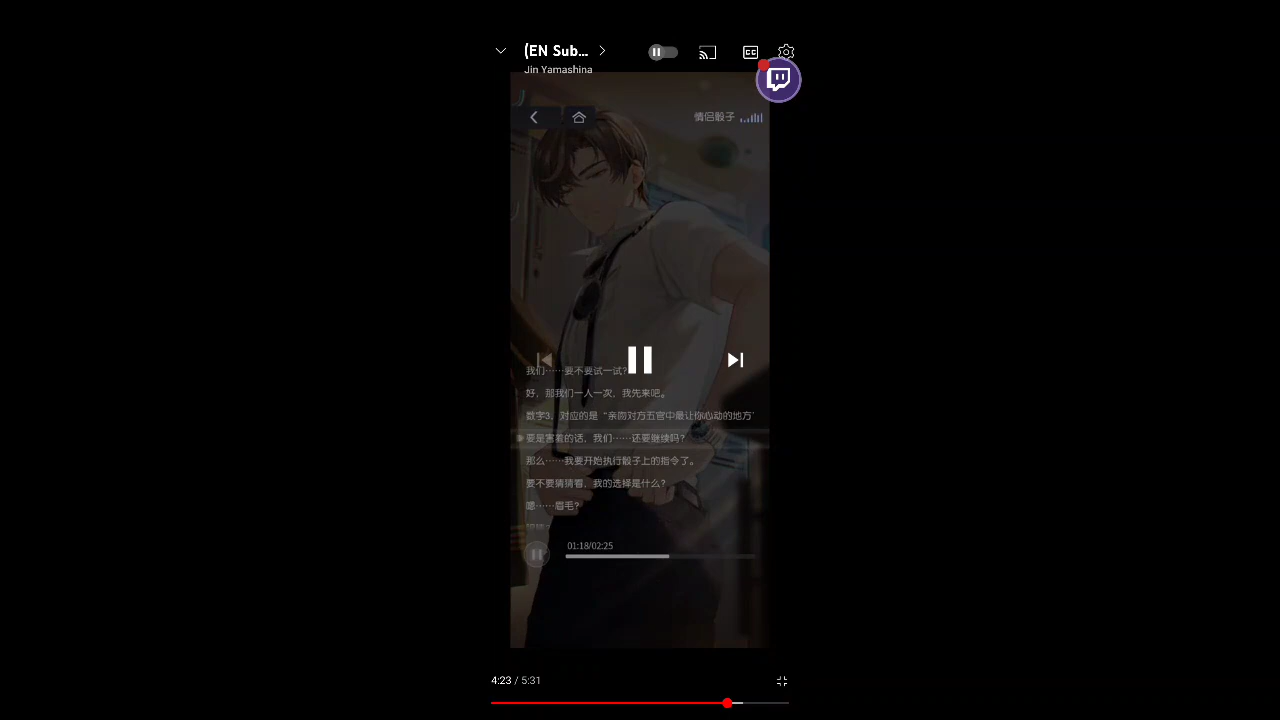 (EN Sub...
Jin Yamashina
情侣骰子
我们……要不要试一试?
好，那我们一人一次，我先来吧。
数字3，对应的是“亲吻对方五官中最让你心动的地方”
要是害羞的话，我们……还要继续吗?
那么……我要开始执行骰子上的指令了。
要不要猜猜看，我的选择是什么?
嗯……眉毛?
01:18/02:25
4:23 / 5:31